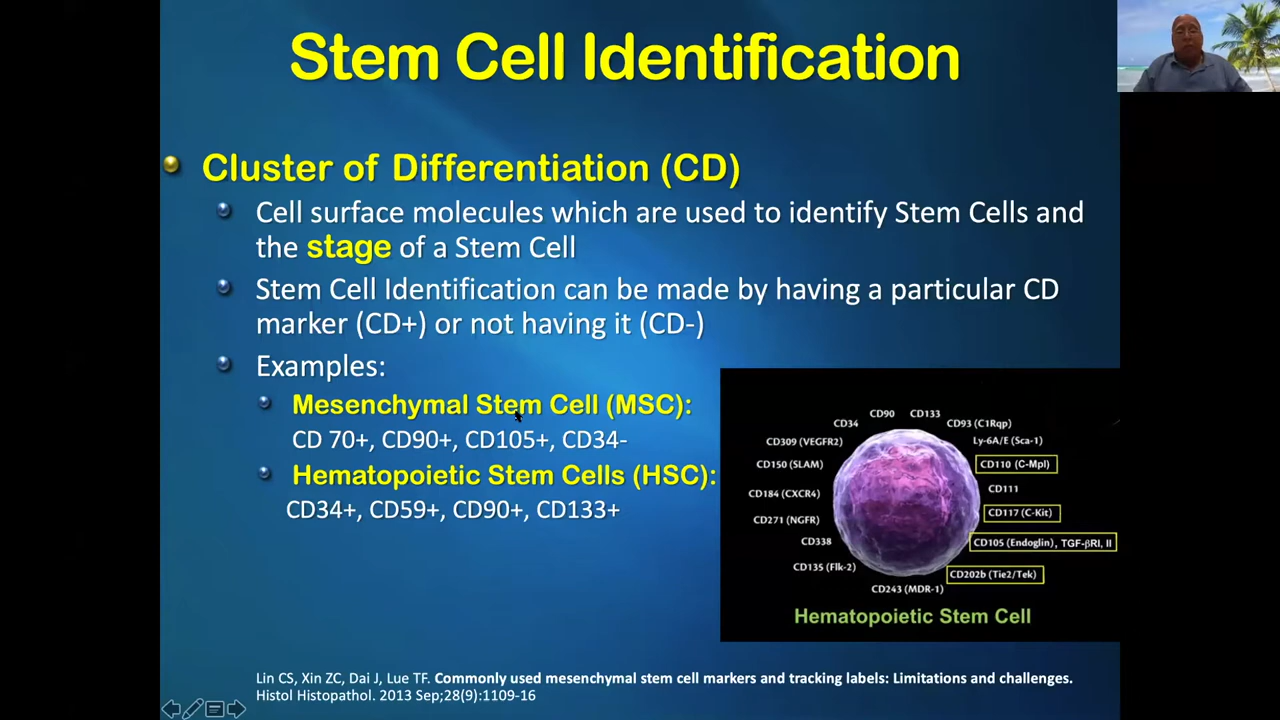 Stem Cell Identification
Cluster of Differentiation (CD)
Cell surface molecules which are used to identify Stem Cells and
the stage of a Stem Cell
Stem Cell Identification can be made by having a particular CD
marker (CD+) or not having it (CD-)
Examples:
Mesenchymal Stem Cell (MSC):
CD 70+, CD90+, CD105+, CD34-
Hematopoietic Stem Cells (HSC):
CD34+, CD59+, CD90+, CD133+
CD90
CD133
CD34
CD93 (C1Rqp)
CD309 (VEGFR2)
Ly-6A/E (Sca-1)
CD150 (SLAM)
CD110 (C-Mpl)
CD184 (CXCR4)
CD111
CD271 (NGFR)
CD117 (C-Kit)
CD338
CD105 (Endoglin), TGF-βRI, II
CD135 (Flk-2)
CD202b (Tie2/Tek)
CD243 (MDR-1)
Hematopoietic Stem Cell
Lin CS, Xin ZC, Dai J, Lue TF. Commonly used mesenchymal stem cell markers and tracking labels: Limitations and challenges.
Histol Histopathol. 2013 Sep;28(9):1109-16